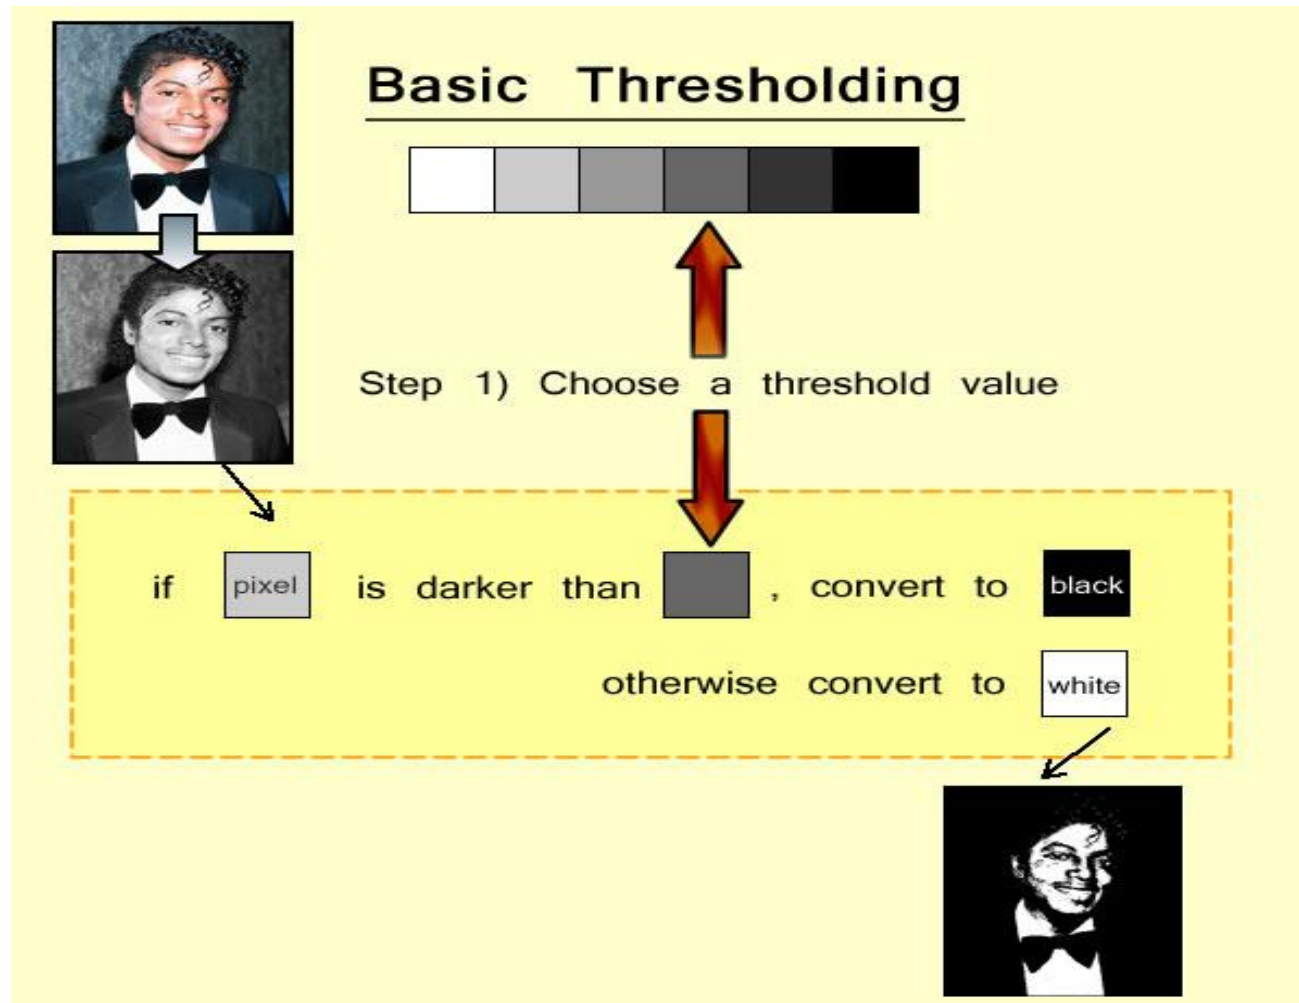 Basic Thresholding
Step 1) Choose a threshold value
if pixel is darker than , convert to black
otherwise convert to white